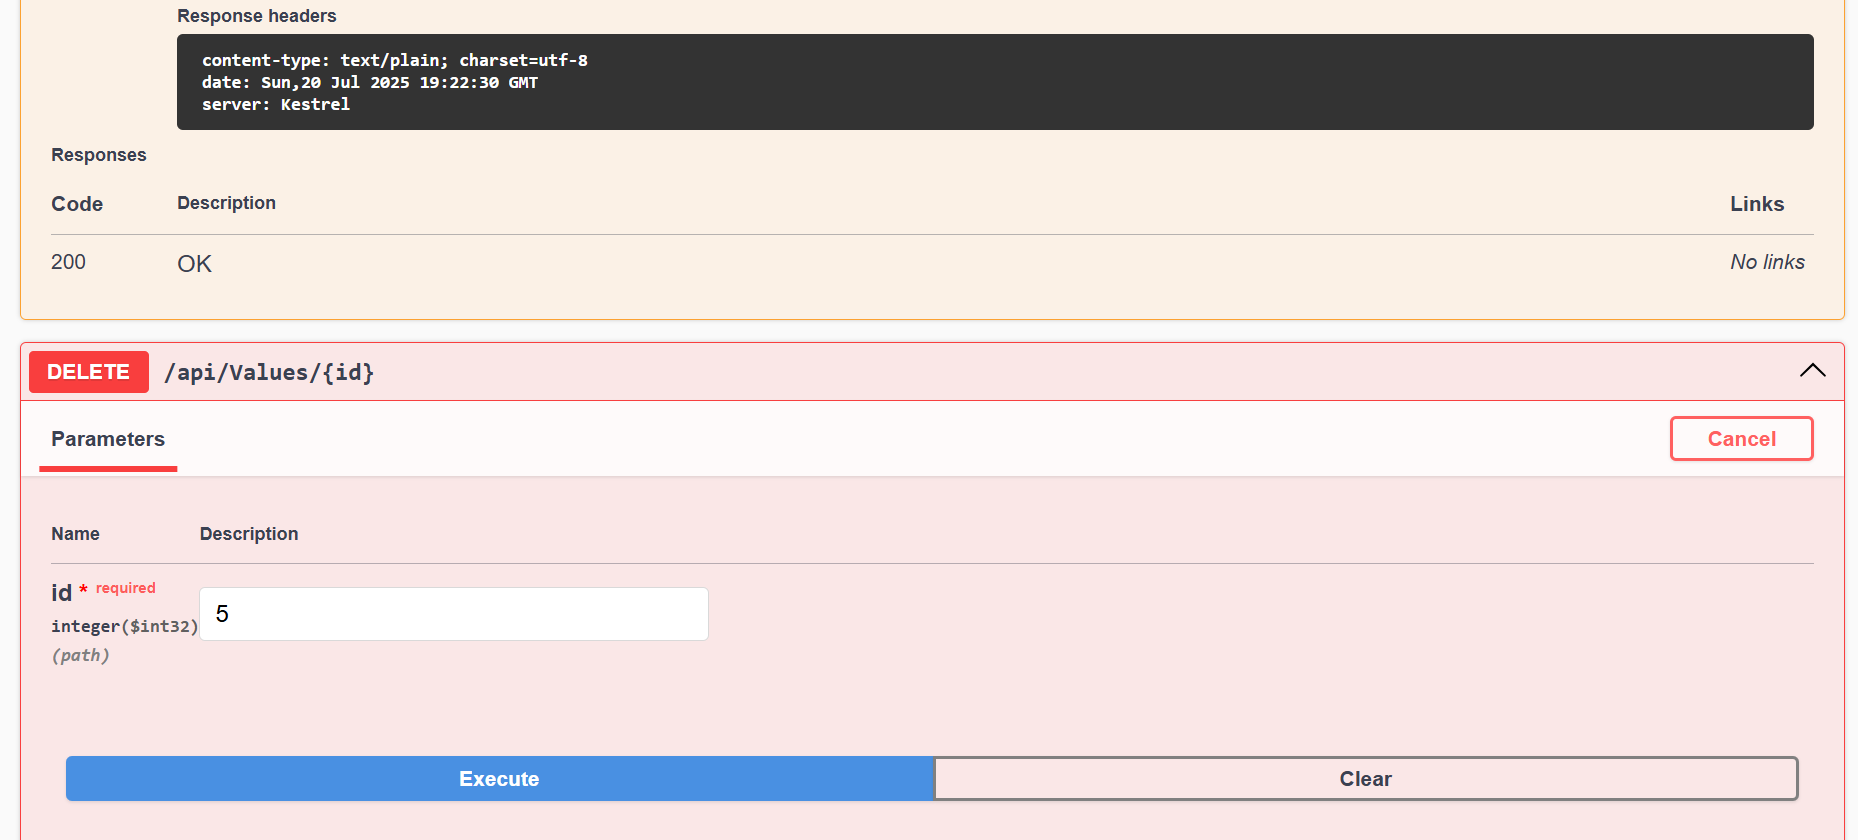 Response headers
content-type: text/plain; charset=utf-8
date: Sun,20 Jul 2025 19:22:30 GMT
server: Kestrel
Responses
Code Description Links
200 OK No links
DELETE /api/Values/{id}
Parameters Cancel
Name Description
id * required
integer($int32) 5
(path)
Execute Clear